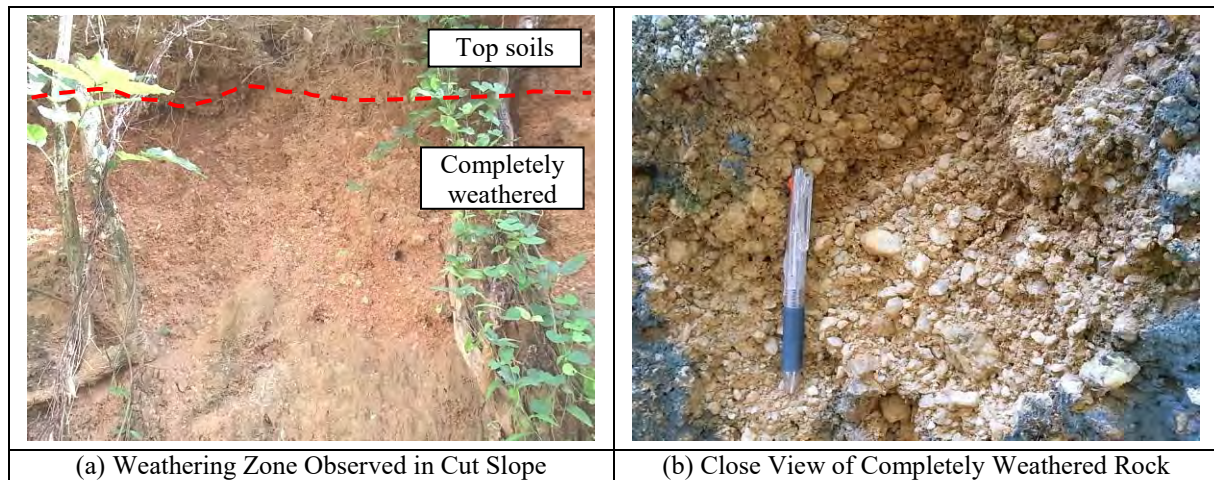 Top soils
Completely
weathered
(a) Weathering Zone Observed in Cut Slope
(b) Close View of Completely Weathered Rock